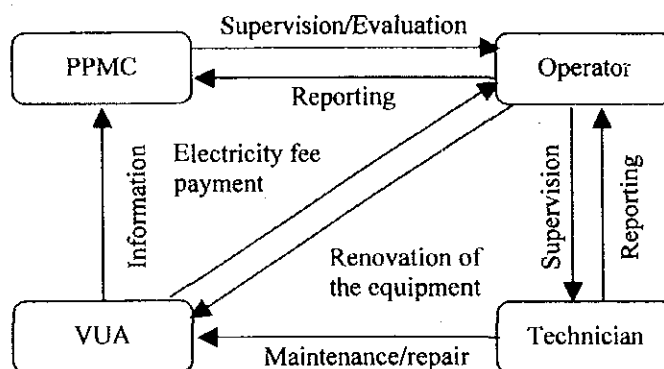 Supervision/Evaluation
PPMC
Operator
Reporting
Electricity fee
payment
Information
Supervision
Reporting
Renovation of
the equipment
VUA
Technician
Maintenance/repair